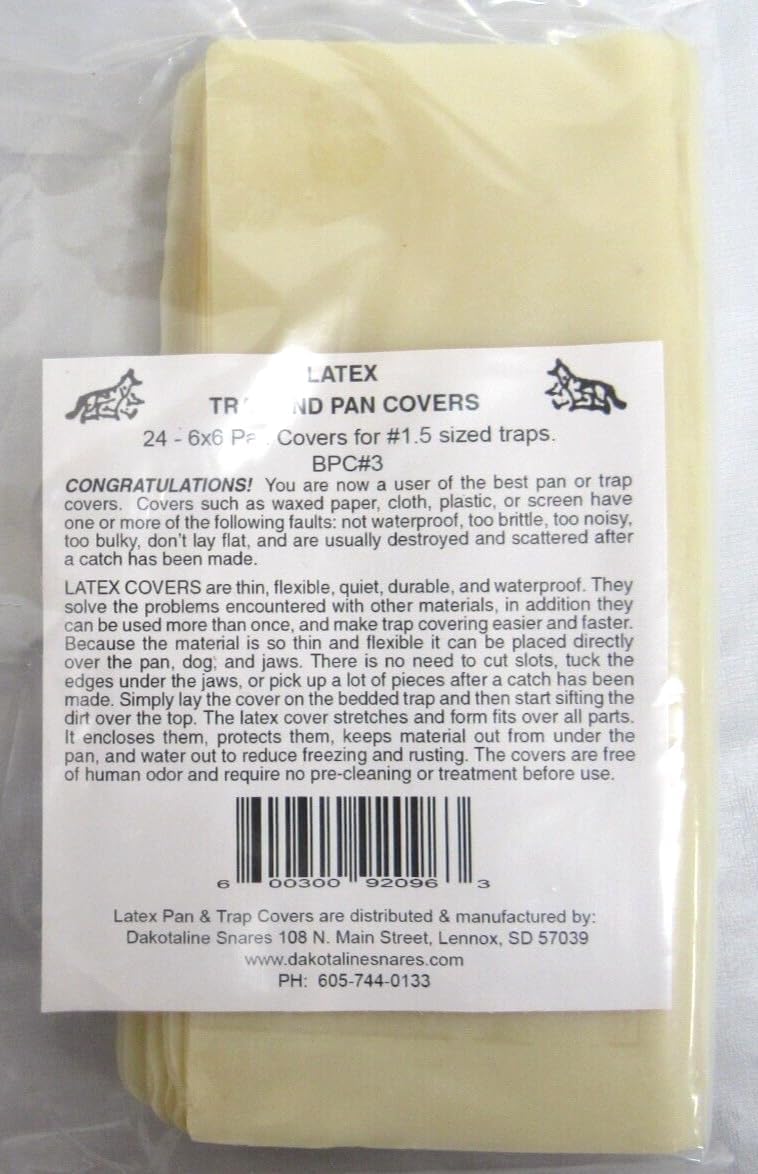 LATEX
PAN COVERS
24 - 6x6 Covers for #1.5 sized traps.
BPC#3
CONGRATULATIONS! You are now a user of the best pan or trap
covers. Covers such as waxed paper, cloth, plastic, or screen have
one or more of the following faults: not waterproof, too brittle, too noisy,
too bulky, don't lay flat, and are usually destroyed and scattered after
a catch has been made.
LATEX COVERS are thin, flexible, quiet, durable, and waterproof. They
solve the problems encountered with other materials, in addition they
can be used more than once, and make trap covering easier and faster.
Because the material is so thin and flexible it can be placed directly
over the pan, dog, and jaws. There is no need to cut slots, tuck the
edges under the jaws, or pick up a lot of pieces after a catch has been
made. Simply lay the cover on the bedded trap and then start sifting the
dirt over the top. The latex cover stretches and form fits over all parts.
It encloses them, protects them, keeps material out from under the
pan, and water out to reduce freezing and rusting. The covers are free
of human odor and require no pre-cleaning or treatment before use.
6 00300 92096 3
Latex Pan & Trap Covers are distributed & manufactured by:
Dakotaline Snares 108 N. Main Street, Lennox, SD 57039
www.dakotalinesnares.com
PH: 605-744-0133